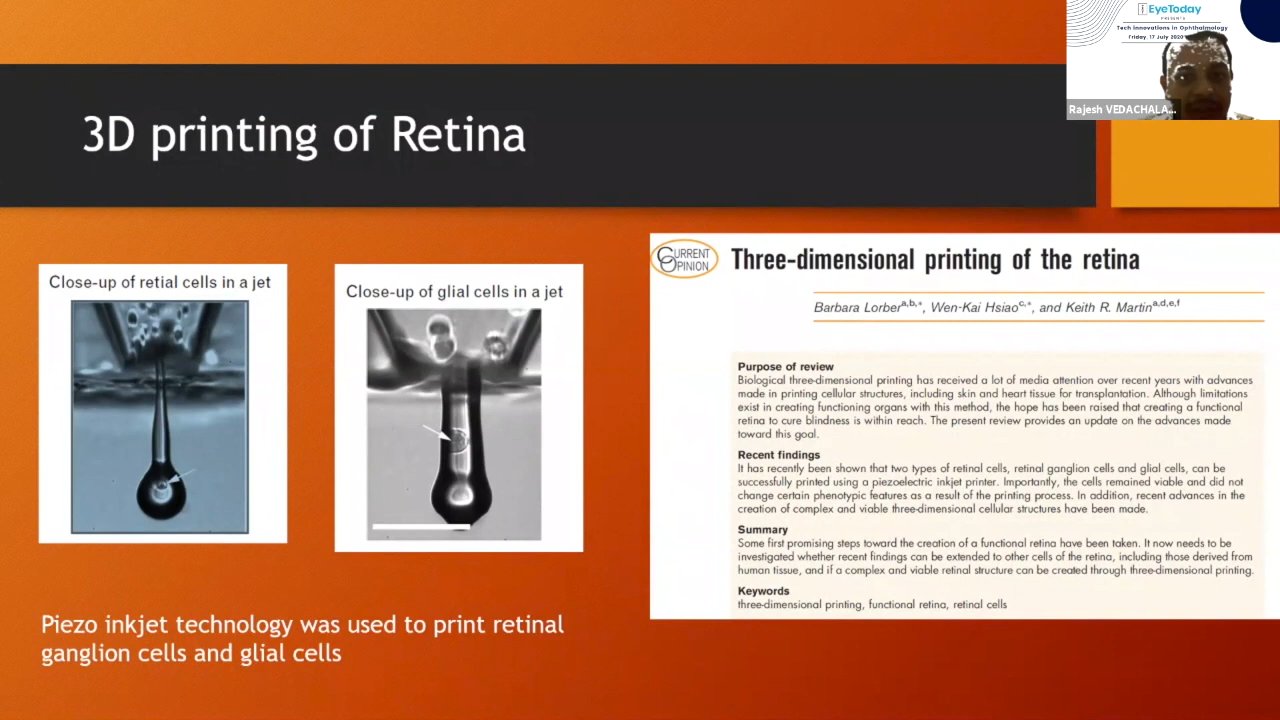 EyeToday
PRESENTS
Tech Innovations in Ophthalmology
Friday, 17 July 2020
Rajesh VEDACHALA...
3D printing of Retina
Close-up of retial cells in a jet
Close-up of glial cells in a jet
Piezo inkjet technology was used to print retinal
ganglion cells and glial cells
CURRENT
OPINION
Three-dimensional printing of the retina
Barbara Lorber a,b,*, Wen-Kai Hsiao c,*, and Keith R. Martin a,d,e,f
Purpose of review
Biological three-dimensional printing has received a lot of media attention over recent years with advances
made in printing cellular structures, including skin and heart tissue for transplantation. Although limitations
exist in creating functioning organs with this method, the hope has been raised that creating a functional
retina to cure blindness is within reach. The present review provides an update on the advances made
toward this goal.
Recent findings
It has recently been shown that two types of retinal cells, retinal ganglion cells and glial cells, can be
successfully printed using a piezoelectric inkjet printer. Importantly, the cells remained viable and did not
change certain phenotypic features as a result of the printing process. In addition, recent advances in the
creation of complex and viable three-dimensional cellular structures have been made.
Summary
Some first promising steps toward the creation of a functional retina have been taken. It now needs to be
investigated whether recent findings can be extended to other cells of the retina, including those derived from
human tissue, and if a complex and viable retinal structure can be created through three-dimensional printing.
Keywords
three-dimensional printing, functional retina, retinal cells